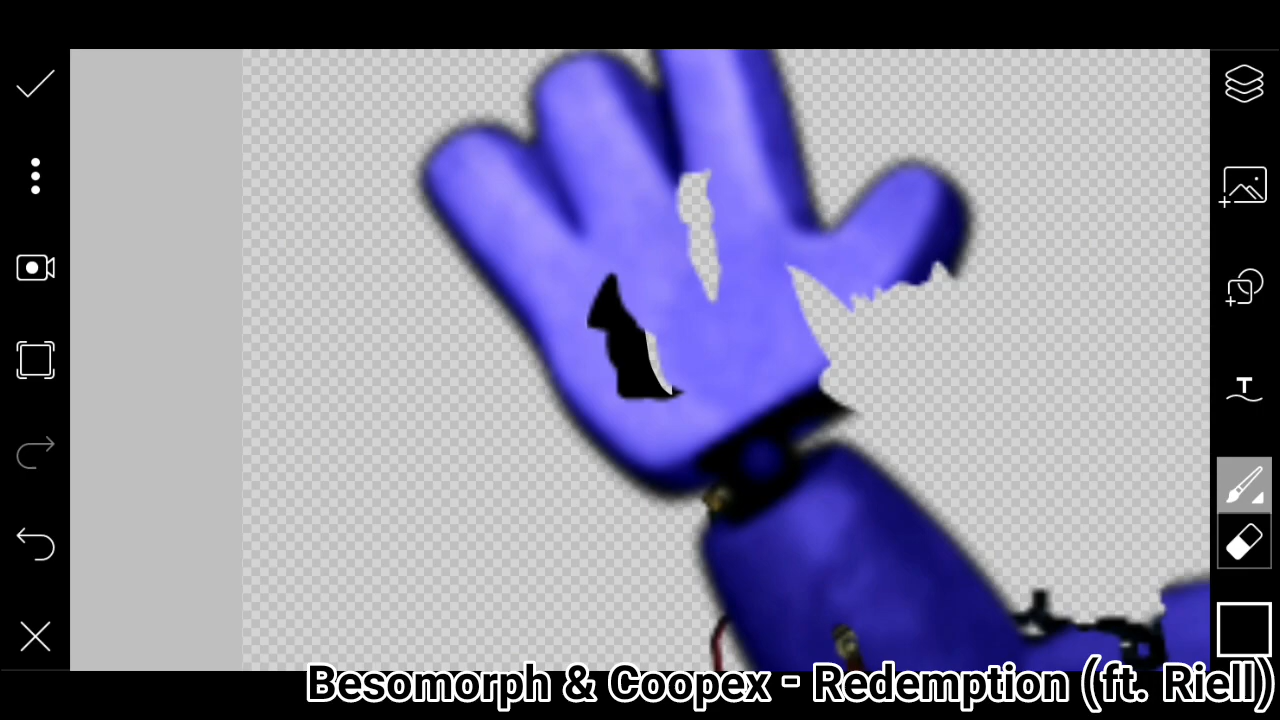 T
Besomorph & Coopex - Redemption (ft. Riell)